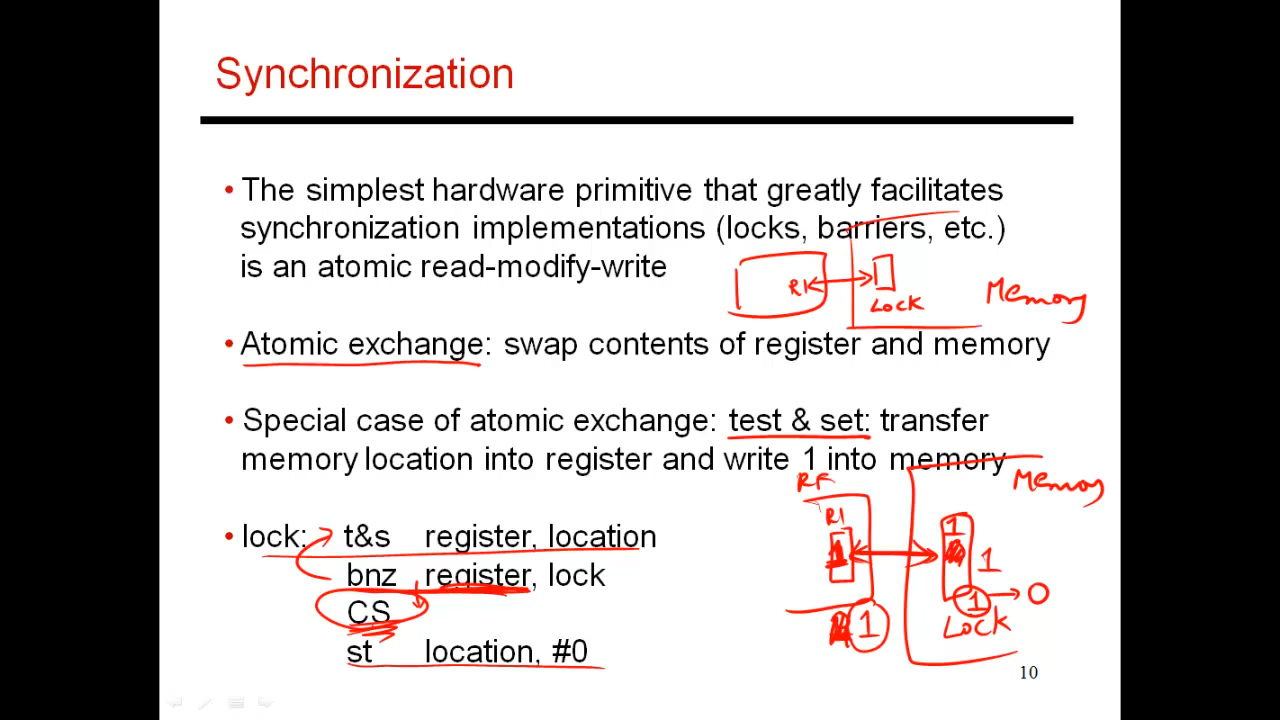 Synchronization
• The simplest hardware primitive that greatly facilitates
synchronization implementations (locks, barriers, etc.)
is an atomic read-modify-write
R1
LOCK
Memory
• Atomic exchange: swap contents of register and memory
• Special case of atomic exchange: test & set: transfer
memory location into register and write 1 into memory
RF
Memory
R1
1
1
1
1
0
1
LOCK
• lock: t&s register, location
bnz register, lock
CS
st location, #0
10